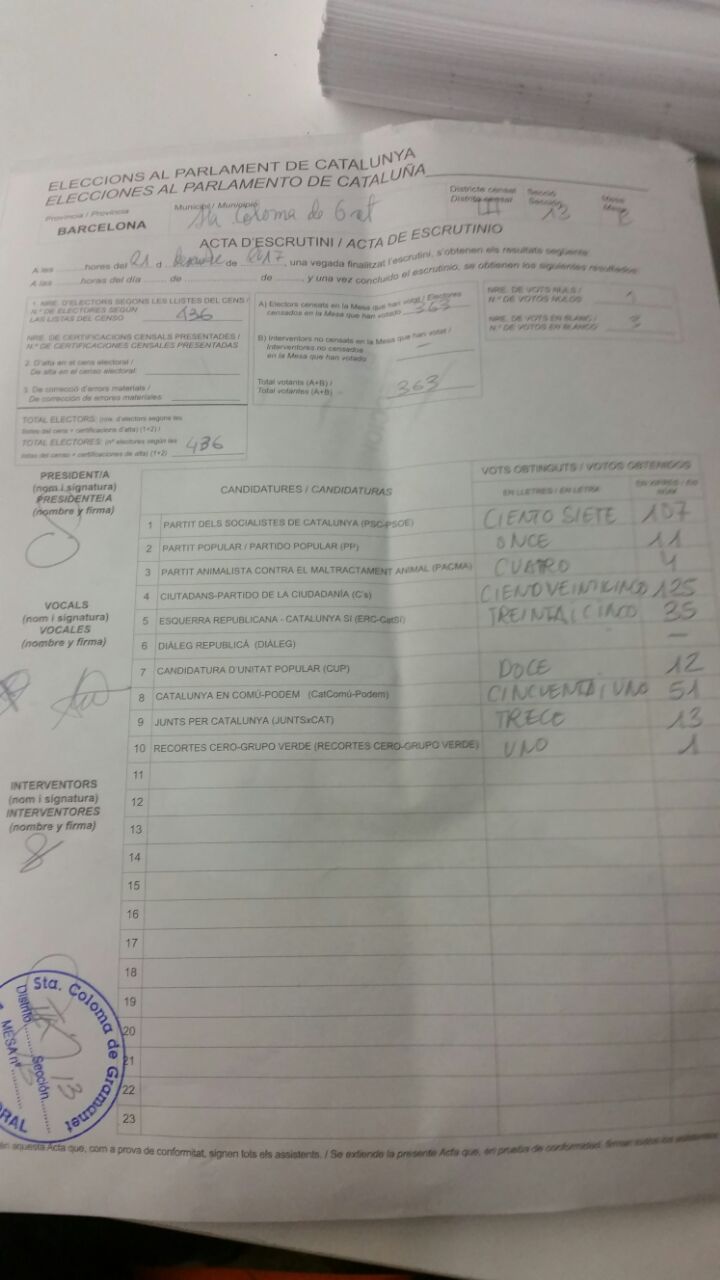 ELECCIONS AL PARLAMENT DE CATALUNYA
ELECCIONES AL PARLAMENTO DE CATALUÑA
Província / Provincia
BARCELONA
Municipi / Municipio
Sta Coloma de Gret
Districte censal
Distrito censal
III
Secció
Sección
13
Mesa
Mesa
ACTA D'ESCRUTINI / ACTA DE ESCRUTINIO
A les ........ hores del 21 d de 2017, una vegada finalitzat l'escrutini, s'obtenen els resultats següents:
A las ........ horas del día ........ de ........ de ........ y una vez concluido el escrutinio, se obtienen los siguientes resultados:
1. NRE. D'ELECTORS SEGONS LES LLISTES DEL CENS /
N.º DE ELECTORES SEGÚN
LAS LISTAS DEL CENSO 436
NRE. DE CERTIFICACIONS CENSALS PRESENTADES /
N.º DE CERTIFICACIONES CENSALES PRESENTADAS
2. D'alta en el cens electoral /
De alta en el censo electoral:
3. De correcció d'errors materials /
De corrección de errores materiales
TOTAL ELECTORS: (nre. d'electors segons les
llistes del cens + certificacions d'alta) (1+2) /
TOTAL ELECTORES: (nº electores según las
listas del censo + certificaciones de alta) (1+2) 436
A) Electors censats en la Mesa que han votat / Electores
censados en la Mesa que han votado 363
B) Interventors no censats en la Mesa que han votat /
Interventores no censados
en la Mesa que han votado —
Total votants (A+B) /
Total votantes (A+B) 363
NRE. DE VOTS NULS /
N.º DE VOTOS NULOS 1
NRE. DE VOTS EN BLANC /
N.º DE VOTOS EN BLANCO 3
PRESIDENT/A
(nom i signatura)
PRESIDENTE/A
(nombre y firma)
VOCALS
(nom i signatura)
VOCALES
(nombre y firma)
INTERVENTORS
(nom i signatura)
INTERVENTORES
(nombre y firma)
CANDIDATURES / CANDIDATURAS
VOTS OBTINGUTS / VOTOS OBTENIDOS
EN LLETRES / EN LETRA
EN XIFRES / EN NÚM.
1 PARTIT DELS SOCIALISTES DE CATALUNYA (PSC-PSOE) CIENTO SIETE 107
2 PARTIT POPULAR / PARTIDO POPULAR (PP) ONCE 11
3 PARTIT ANIMALISTA CONTRA EL MALTRACTAMENT ANIMAL (PACMA) CUATRO 4
4 CIUTADANS-PARTIDO DE LA CIUDADANÍA (C's) CIENTOVEINTICINCO 125
5 ESQUERRA REPUBLICANA - CATALUNYA SÍ (ERC-CatSí) TREINTA i CINCO 35
6 DIÀLEG REPUBLICÀ (DIÀLEG) —
7 CANDIDATURA D'UNITAT POPULAR (CUP) DOCE 12
8 CATALUNYA EN COMÚ-PODEM (CatComú-Podem) CINCUENTA i UNO 51
9 JUNTS PER CATALUNYA (JUNTSxCAT) TRECE 13
10 RECORTES CERO-GRUPO VERDE (RECORTES CERO-GRUPO VERDE) UNO 1
11
12
13
14
15
16
17
18
19
20
21
22
23
Sta. Coloma de Gramanet
Distrito
Sección 13
MESA nº
en aquesta Acta que, com a prova de conformitat, signen tots els assistents. / Se extiende la presente Acta que, en prueba de conformidad, firman todos los asistentes